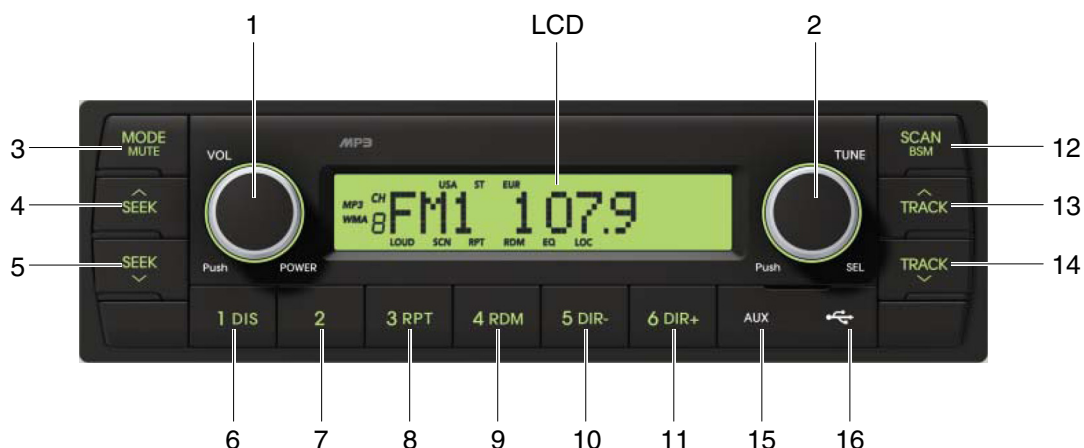 1 LCD 2
3 MODE MUTE
VOL
MP3
TUNE
SCAN BSM 12
4 SEEK
USA ST EUR
MP3 CH
WMA 8 FM1 107.9
LOUD SCN RPT RDM EQ LOC
TRACK 13
5 SEEK
Push POWER
Push SEL
TRACK 14
1 DIS 2 3 RPT 4 RDM 5 DIR- 6 DIR+ AUX
6 7 8 9 10 11 15 16